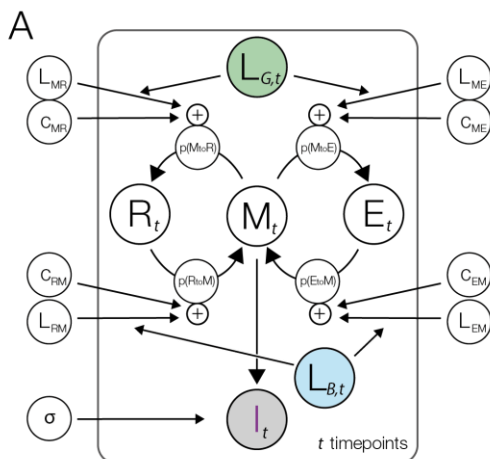 A
L_MR
L_G,t
L_ME
+
+
C_MR
C_ME
p(MtoR)
p(MtoE)
R_t
M_t
E_t
C_RM
p(RtoM)
p(EtoM)
C_EM
+
+
L_RM
L_EM
L_B,t
σ
I_t
t timepoints